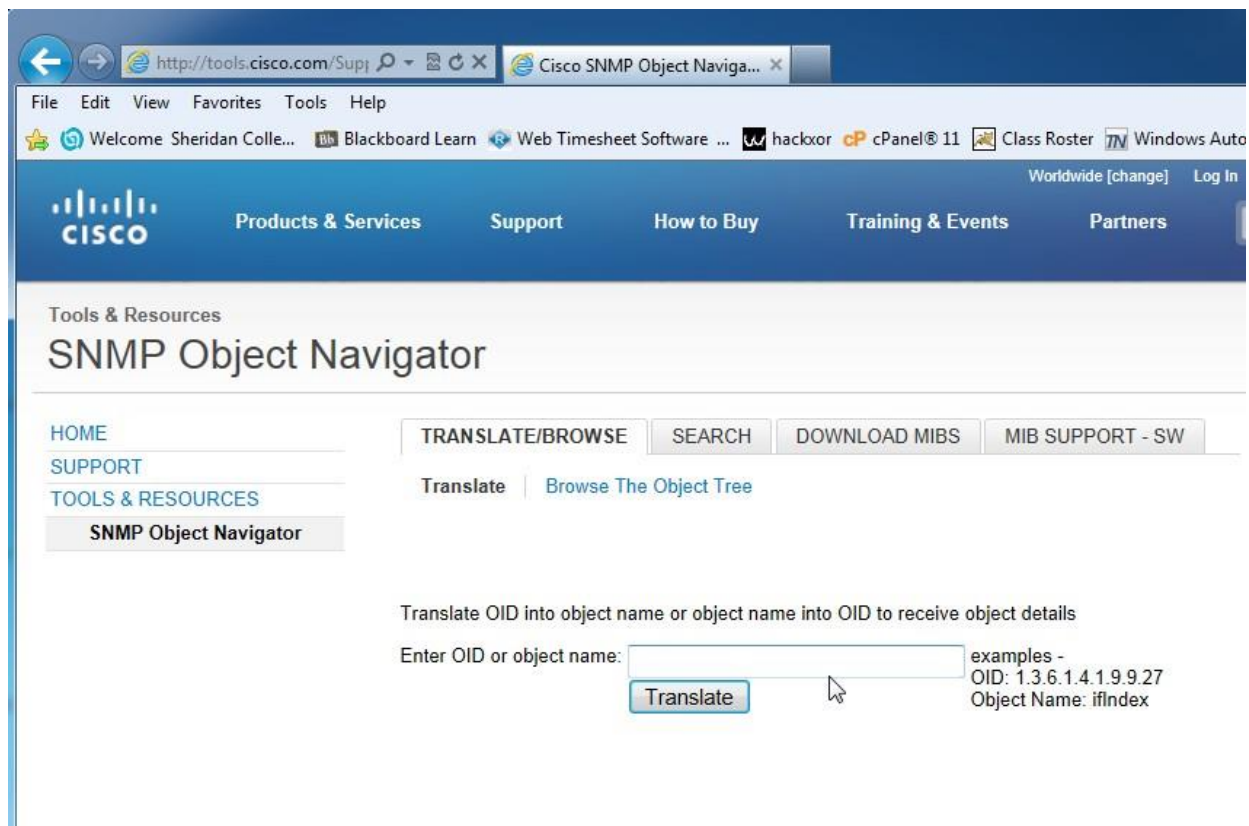 http://tools.cisco.com/Supp
Cisco SNMP Object Naviga...
File Edit View Favorites Tools Help
Welcome Sheridan Colle... Bb Blackboard Learn Web Timesheet Software ... hackxor cP cPanel® 11 Class Roster TN Windows Auto
Worldwide [change] Log In
CISCO
Products & Services Support How to Buy Training & Events Partners
Tools & Resources
SNMP Object Navigator
HOME
SUPPORT
TOOLS & RESOURCES
SNMP Object Navigator
TRANSLATE/BROWSE SEARCH DOWNLOAD MIBS MIB SUPPORT - SW
Translate Browse The Object Tree
Translate OID into object name or object name into OID to receive object details
Enter OID or object name:
examples -
OID: 1.3.6.1.4.1.9.9.27
Object Name: ifIndex
Translate